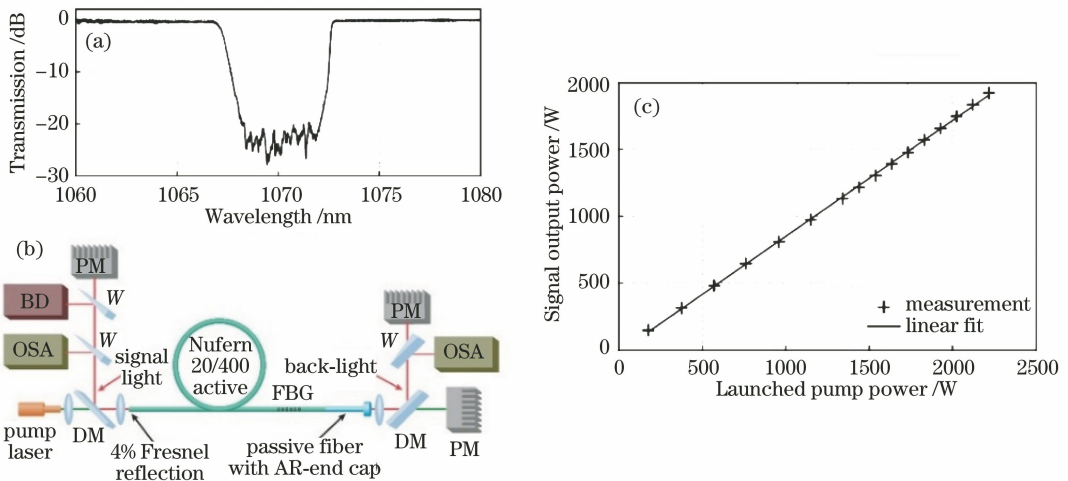 (a)
Transmission /dB
0
−10
−20
−30
1060
1065
1070
1075
1080
Wavelength /nm
(b)
PM
BD
W
OSA
W
signal
light
Nufern
20/400
active
FBG
back-light
PM
W
OSA
pump
laser
DM
4% Fresnel
reflection
passive fiber
with AR-end cap
DM
PM
(c)
Signal output power /W
2000
1500
1000
500
0
measurement
linear fit
0
500
1000
1500
2000
2500
Launched pump power /W